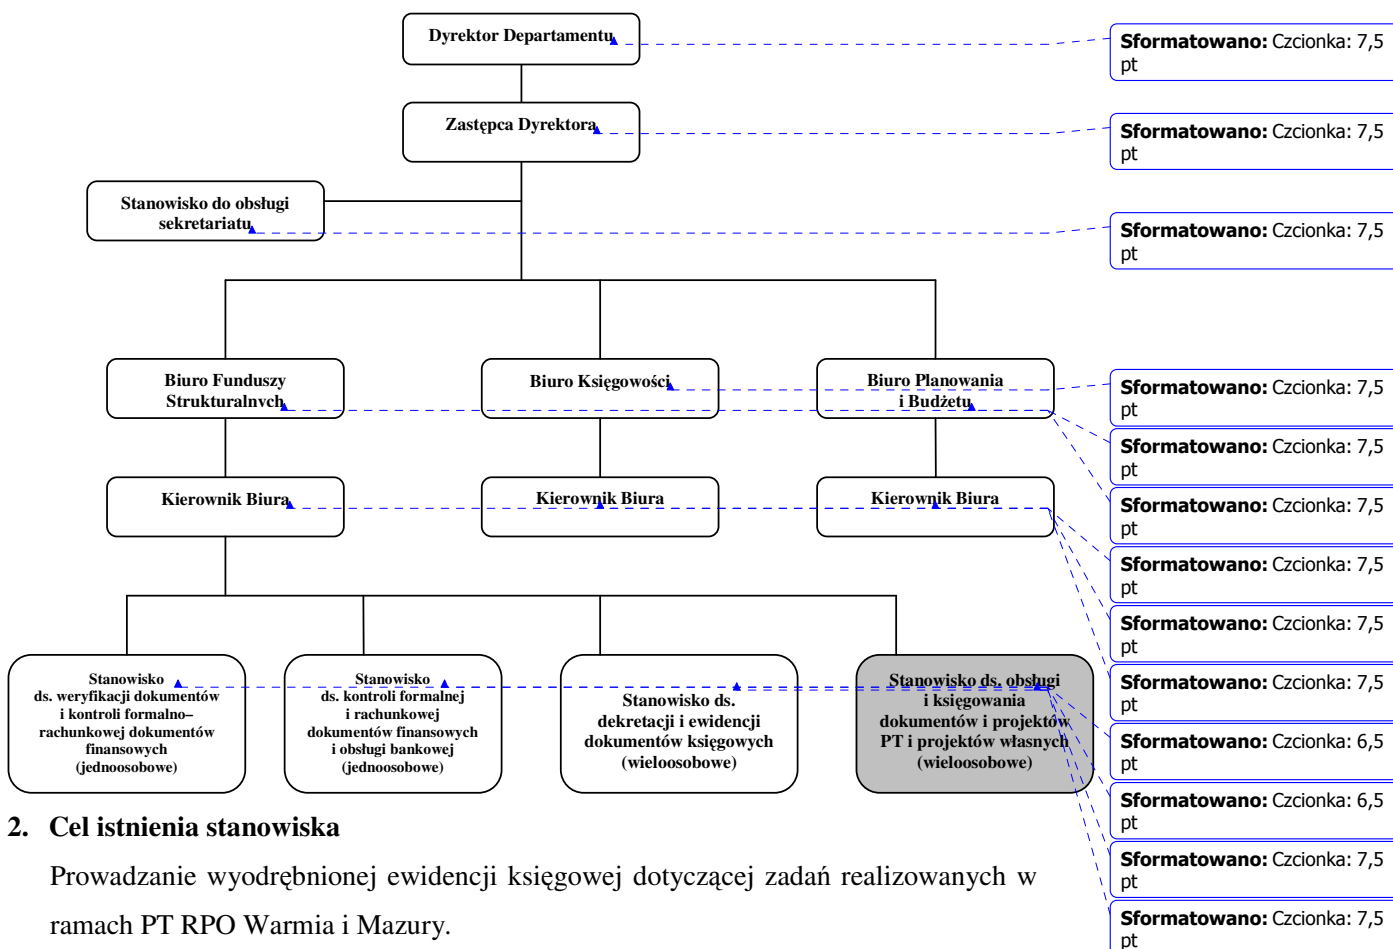 Dyrektor Departamentu
Sformatowano: Czcionka: 7,5
pt
Zastępca Dyrektora
Sformatowano: Czcionka: 7,5
pt
Stanowisko do obsługi
sekretariatu
Sformatowano: Czcionka: 7,5
pt
Biuro Funduszy
Strukturalnych
Biuro Księgowości
Biuro Planowania
i Budżetu
Sformatowano: Czcionka: 7,5
pt
Sformatowano: Czcionka: 7,5
pt
Sformatowano: Czcionka: 7,5
pt
Kierownik Biura
Kierownik Biura
Kierownik Biura
Sformatowano: Czcionka: 7,5
pt
Sformatowano: Czcionka: 7,5
pt
Sformatowano: Czcionka: 7,5
pt
Stanowisko
ds. weryfikacji dokumentów
i kontroli formalno–
rachunkowej dokumentów
finansowych
(jednoosobowe)
Stanowisko
ds. kontroli formalnej
i rachunkowej
dokumentów finansowych
i obsługi bankowej
(jednoosobowe)
Stanowisko ds.
dekretacji i ewidencji
dokumentów księgowych
(wieloosobowe)
Stanowisko ds. obsługi
i księgowania
dokumentów i projektów
PT i projektów własnych
(wieloosobowe)
Sformatowano: Czcionka: 6,5
pt
Sformatowano: Czcionka: 6,5
pt
Sformatowano: Czcionka: 7,5
pt
Sformatowano: Czcionka: 7,5
pt
2. Cel istnienia stanowiska
Prowadzanie wyodrębnionej ewidencji księgowej dotyczącej zadań realizowanych w
ramach PT RPO Warmia i Mazury.